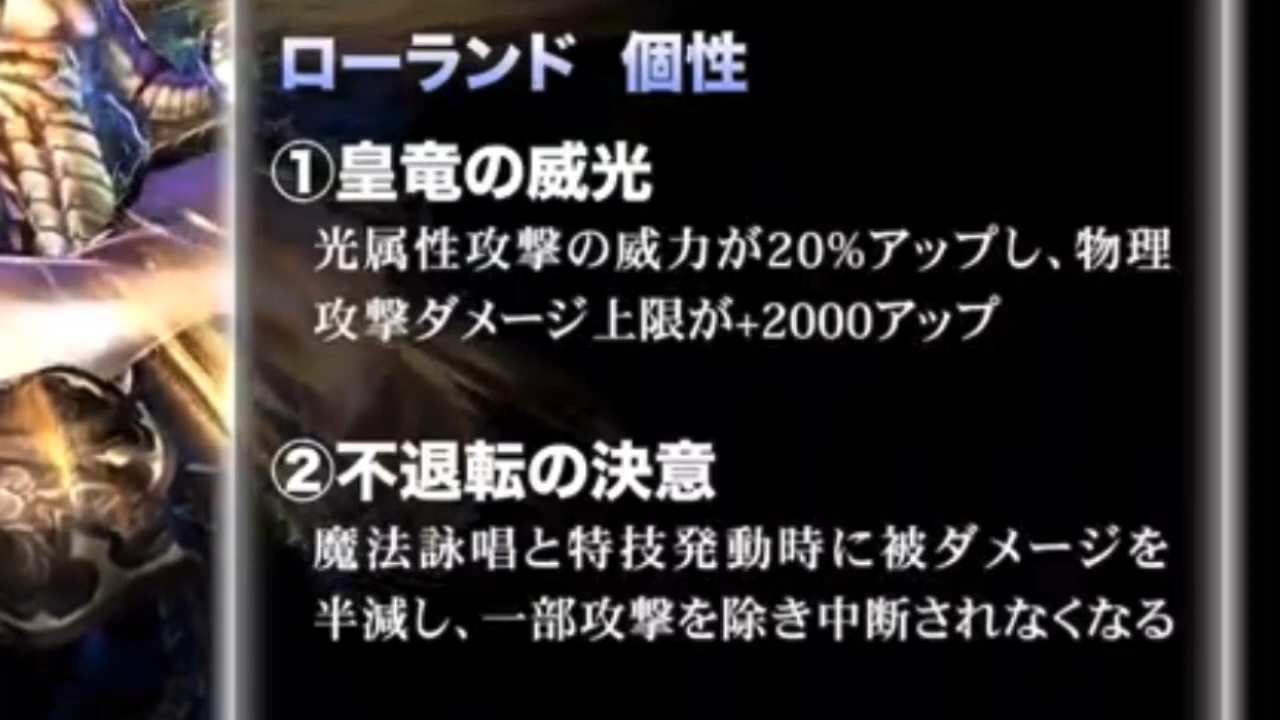 ローランド 個性
①皇竜の威光
光属性攻撃の威力が20%アップし、物理
攻撃ダメージ上限が+2000アップ
②不退転の決意
魔法詠唱と特技発動時に被ダメージを
半減し、一部攻撃を除き中断されなくなる